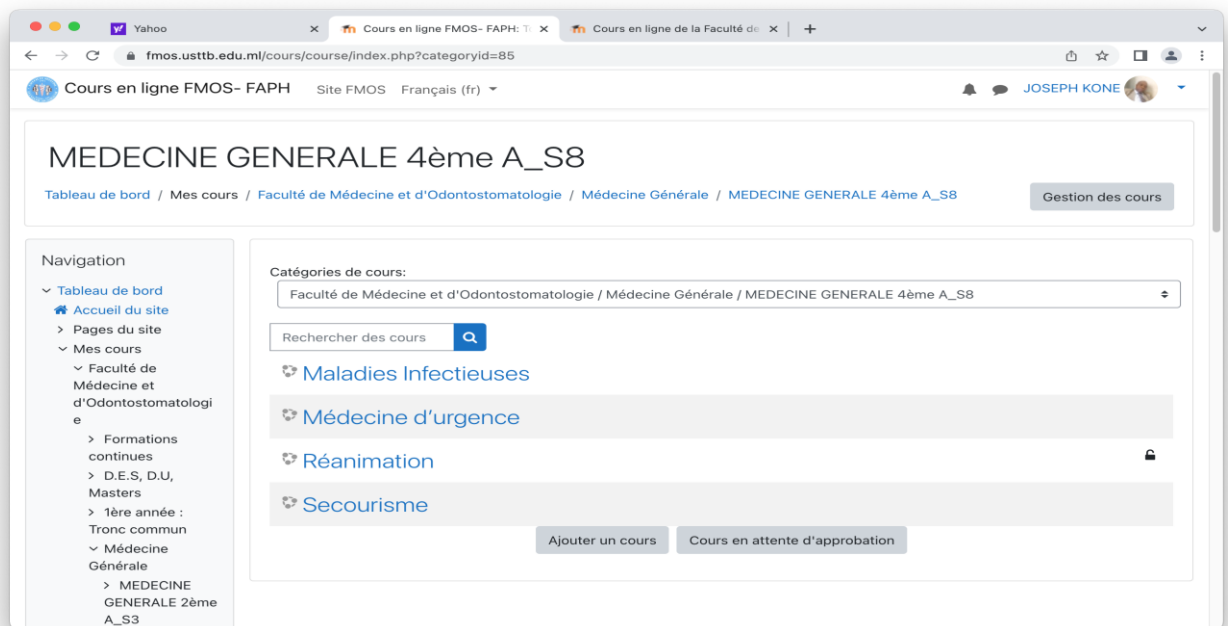 Yahoo
Cours en ligne FMOS- FAPH: T
Cours en ligne de la Faculté de
fmos.usttb.edu.ml/cours/course/index.php?categoryid=85
Cours en ligne FMOS- FAPH
Site FMOS
Français (fr)
JOSEPH KONE
MEDECINE GENERALE 4ème A_S8
Tableau de bord / Mes cours / Faculté de Médecine et d'Odontostomatologie / Médecine Générale / MEDECINE GENERALE 4ème A_S8
Gestion des cours
Navigation
Tableau de bord
Accueil du site
Pages du site
Mes cours
Faculté de
Médecine et
d'Odontostomatologi
e
Formations
continues
D.E.S, D.U,
Masters
1ère année :
Tronc commun
Médecine
Générale
MEDECINE
GENERALE 2ème
A_S3
Catégories de cours:
Faculté de Médecine et d'Odontostomatologie / Médecine Générale / MEDECINE GENERALE 4ème A_S8
Rechercher des cours
Maladies Infectieuses
Médecine d’urgence
Réanimation
Secourisme
Ajouter un cours
Cours en attente d'approbation